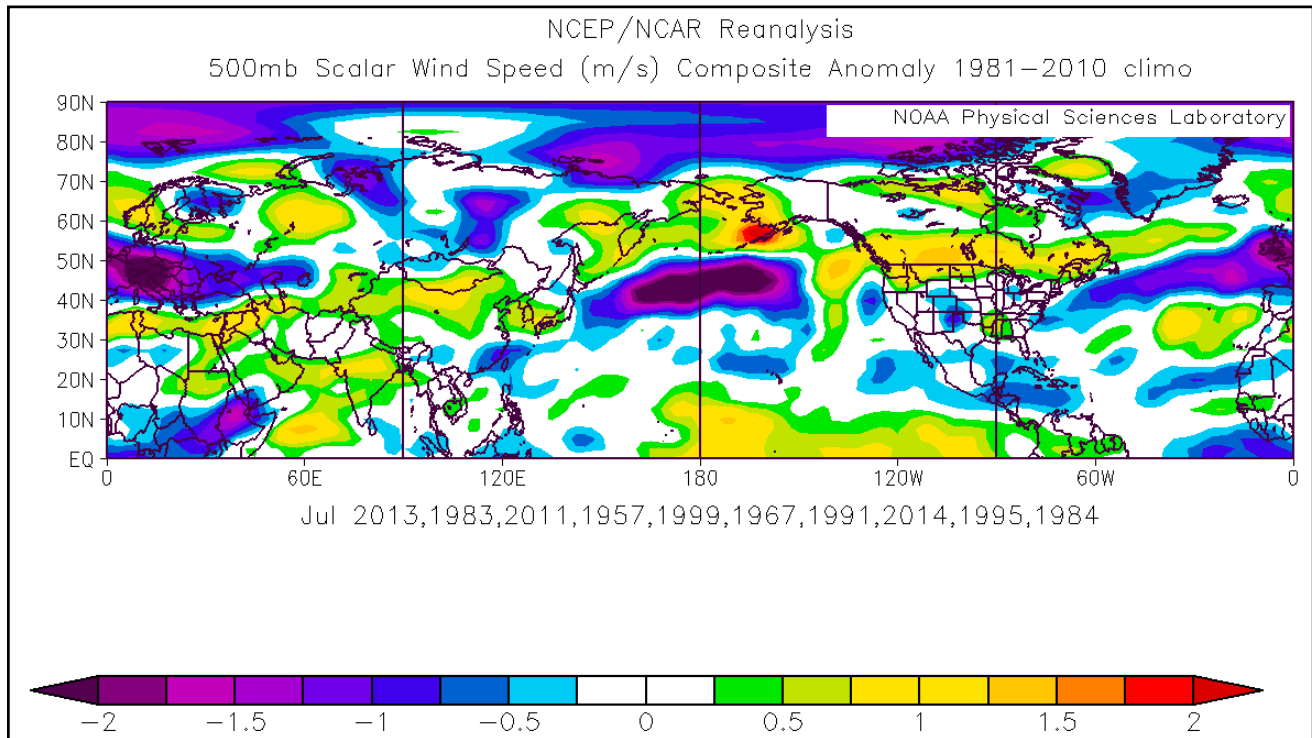 NCEP/NCAR Reanalysis
500mb Scalar Wind Speed (m/s) Composite Anomaly 1981-2010 climo
NOAA Physical Sciences Laboratory
90N
80N
70N
60N
50N
40N
30N
20N
10N
EQ
0 60E 120E 180 120W 60W 0
Jul 2013,1983,2011,1957,1999,1967,1991,2014,1995,1984
-2 -1.5 -1 -0.5 0 0.5 1 1.5 2